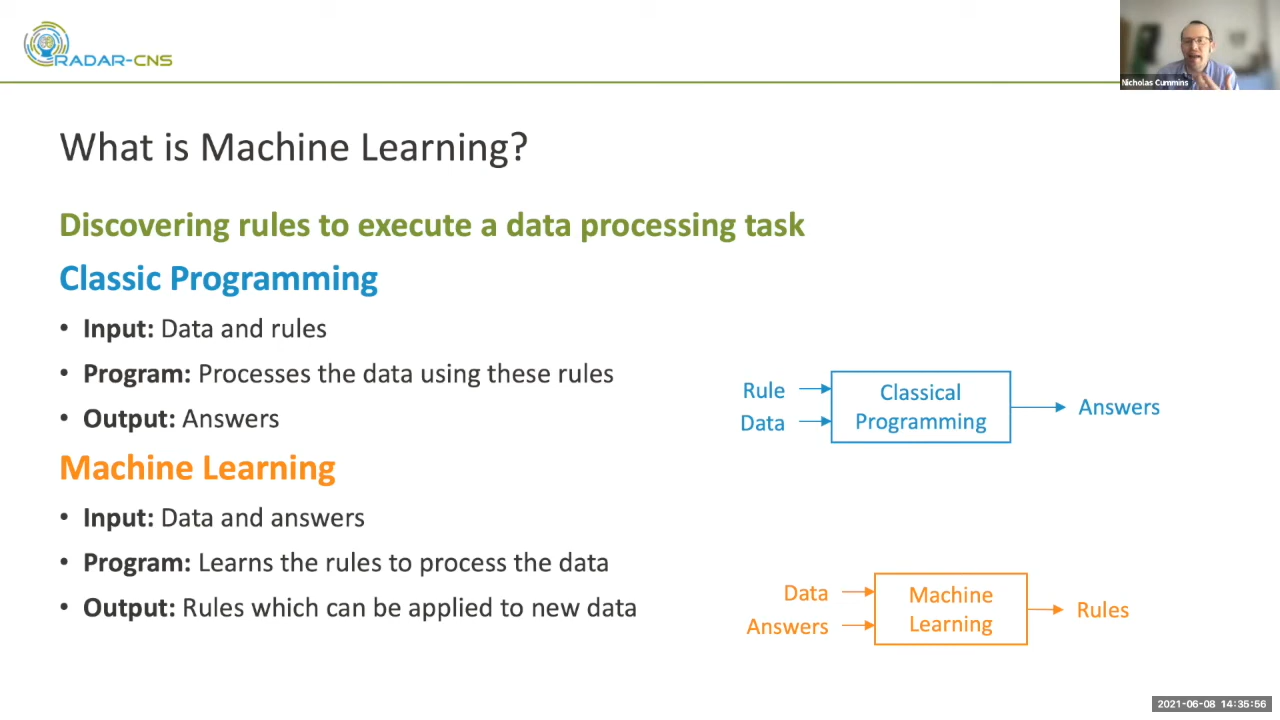 RADAR-CNS
Nicholas Cummins
What is Machine Learning?
Discovering rules to execute a data processing task
Classic Programming
• Input: Data and rules
• Program: Processes the data using these rules
• Output: Answers
Machine Learning
• Input: Data and answers
• Program: Learns the rules to process the data
• Output: Rules which can be applied to new data
Rule
Data
Classical
Programming
Answers
Data
Answers
Machine
Learning
Rules
2021-06-08 14:35:56